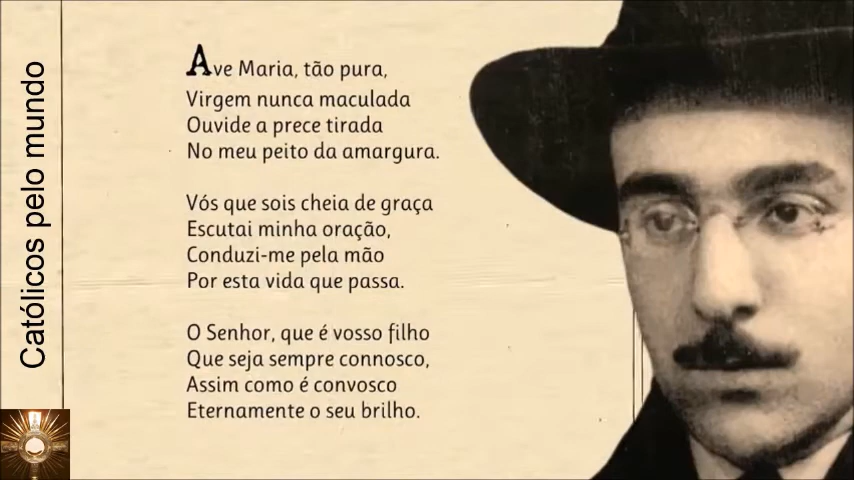 Católicos pelo mundo
Ave Maria, tão pura,
Virgem nunca maculada
Ouvide a prece tirada
No meu peito da amargura.
Vós que sois cheia de graça
Escutai minha oração,
Conduzi-me pela mão
Por esta vida que passa.
O Senhor, que é vosso filho
Que seja sempre connosco,
Assim como é convosco
Eternamente o seu brilho.